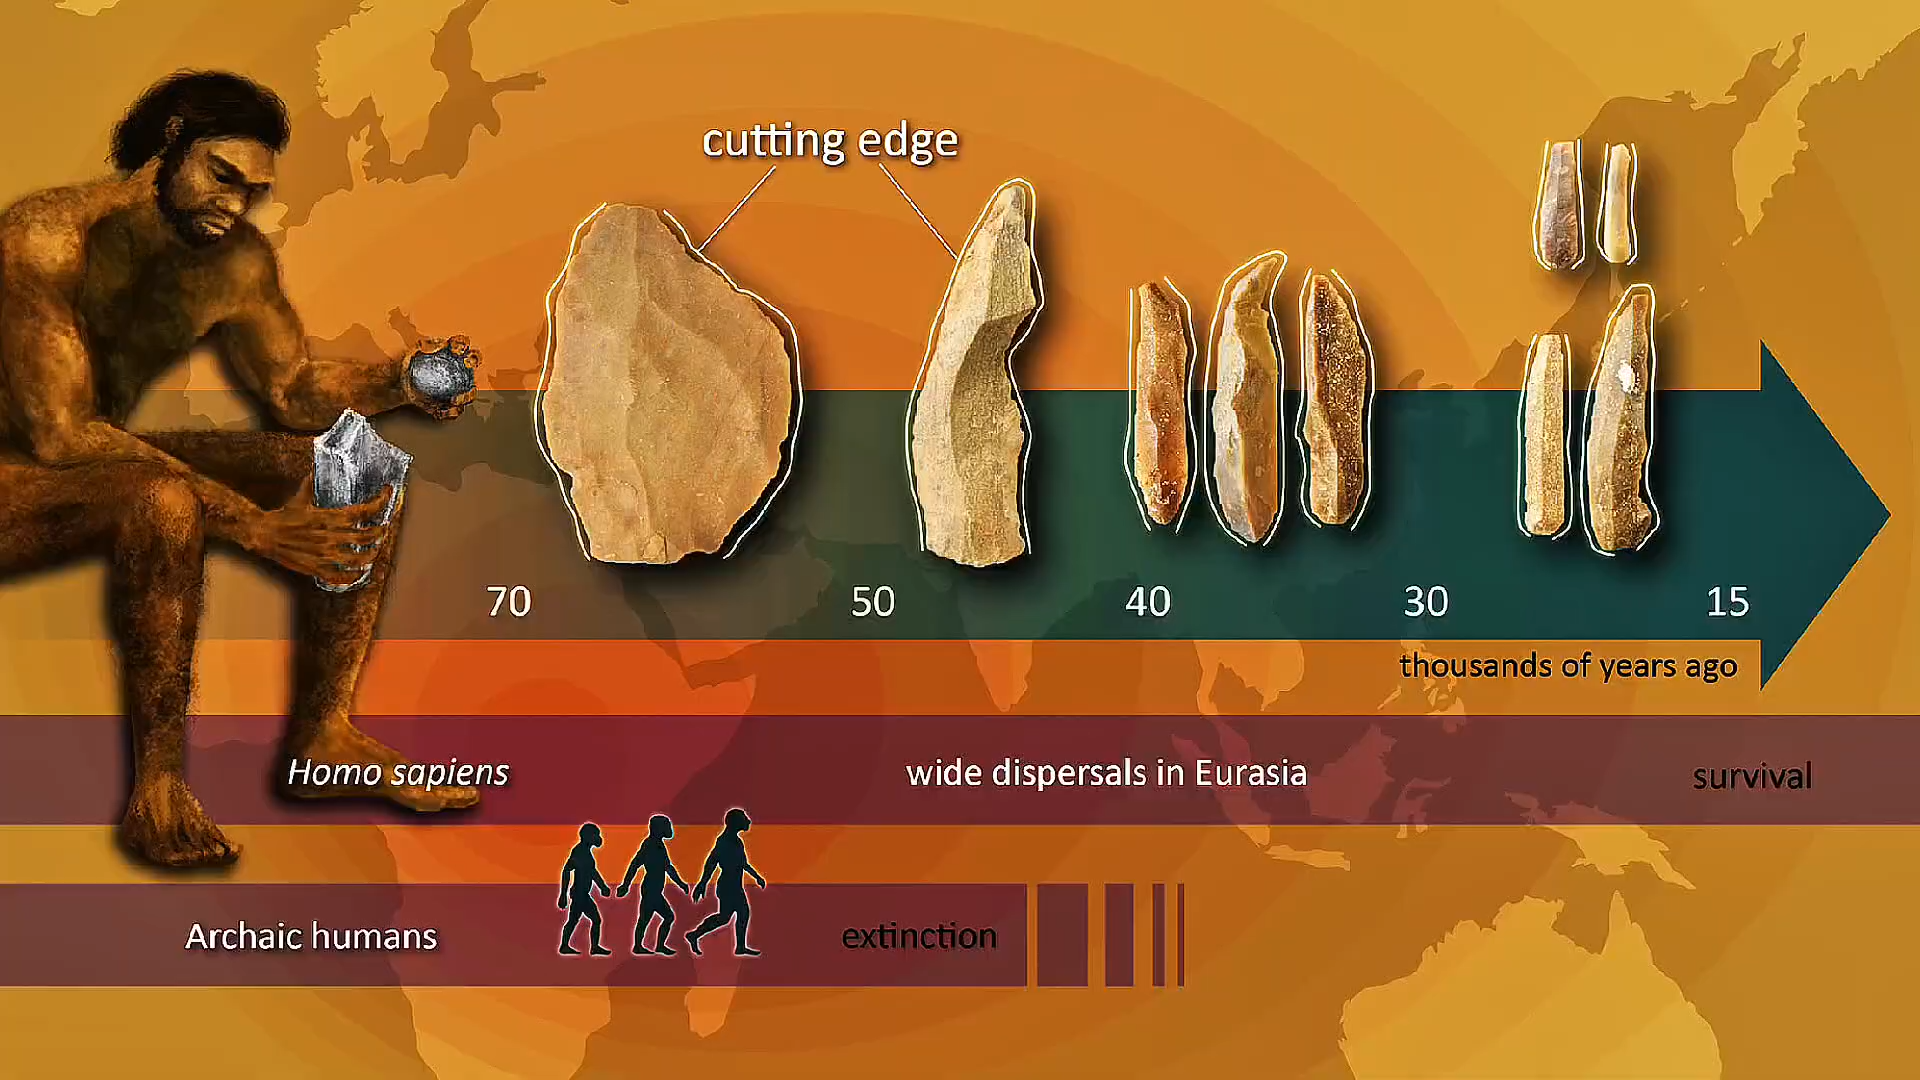 cutting edge
70 50 40 30 15
thousands of years ago
Homo sapiens wide dispersals in Eurasia survival
Archaic humans extinction